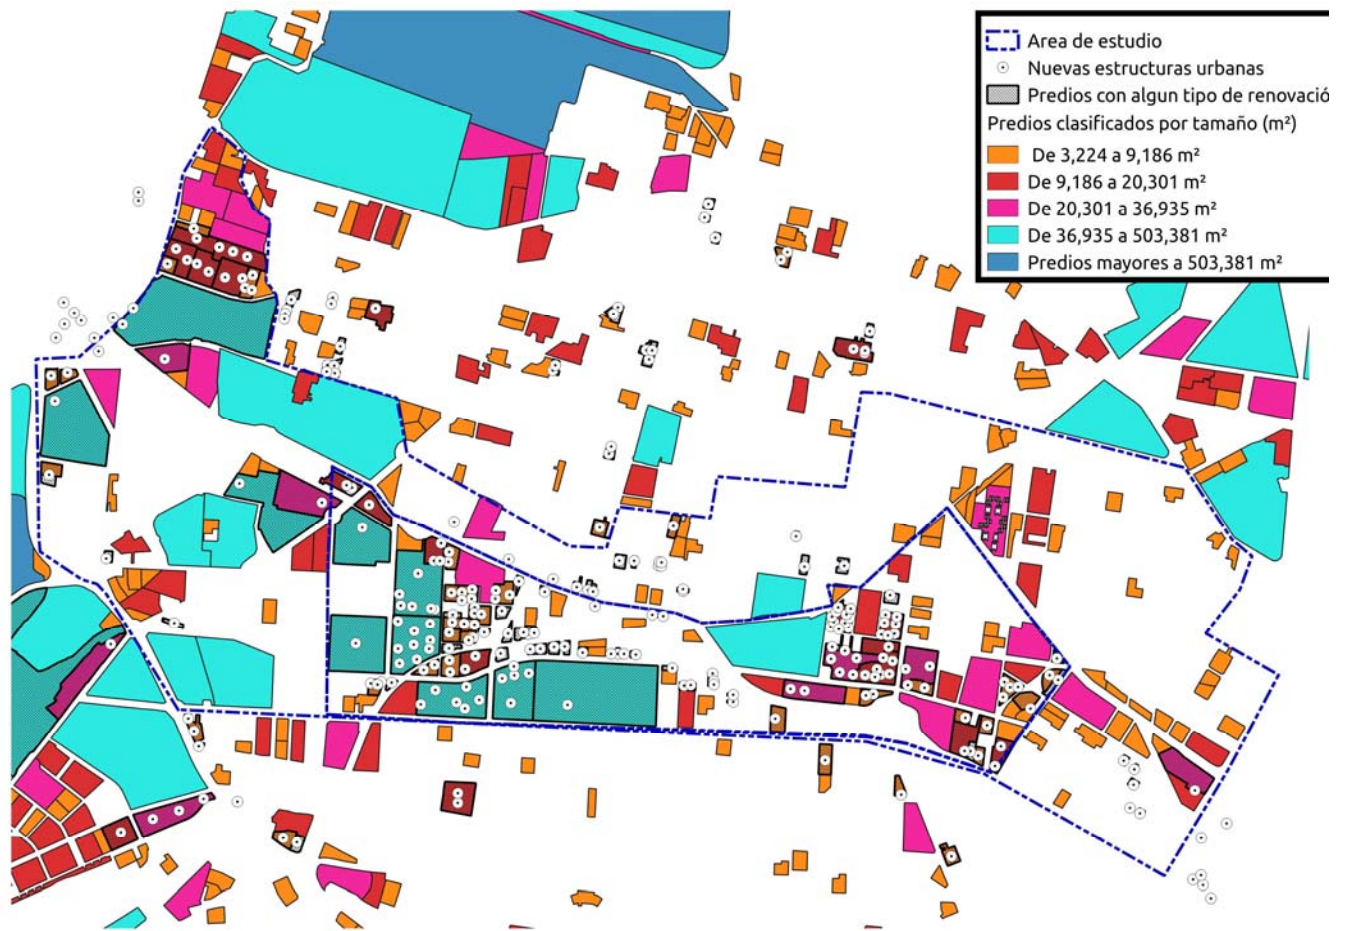 Area de estudio
Nuevas estructuras urbanas
Predios con algun tipo de renovació
Predios clasificados por tamaño (m²)
De 3,224 a 9,186 m²
De 9,186 a 20,301 m²
De 20,301 a 36,935 m²
De 36,935 a 503,381 m²
Predios mayores a 503,381 m²